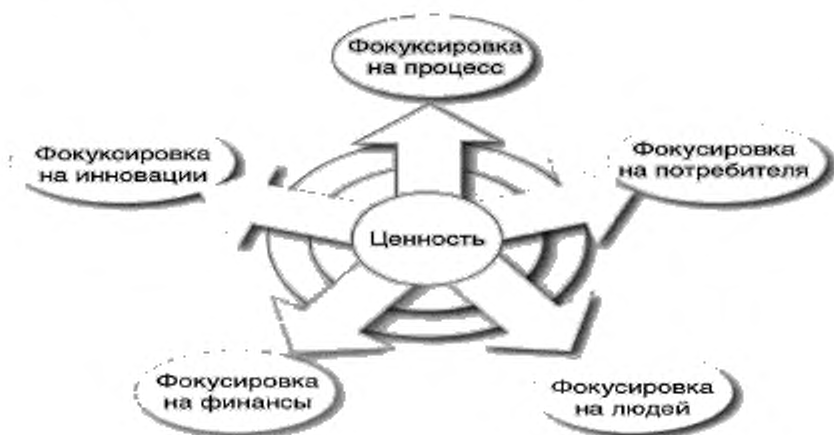 Фокуксировка
на процесс
Фокуксировка
на инновации
Фокусировка
на потребителя
Ценность
Фокусировка
на финансы
Фокусировка
на людей